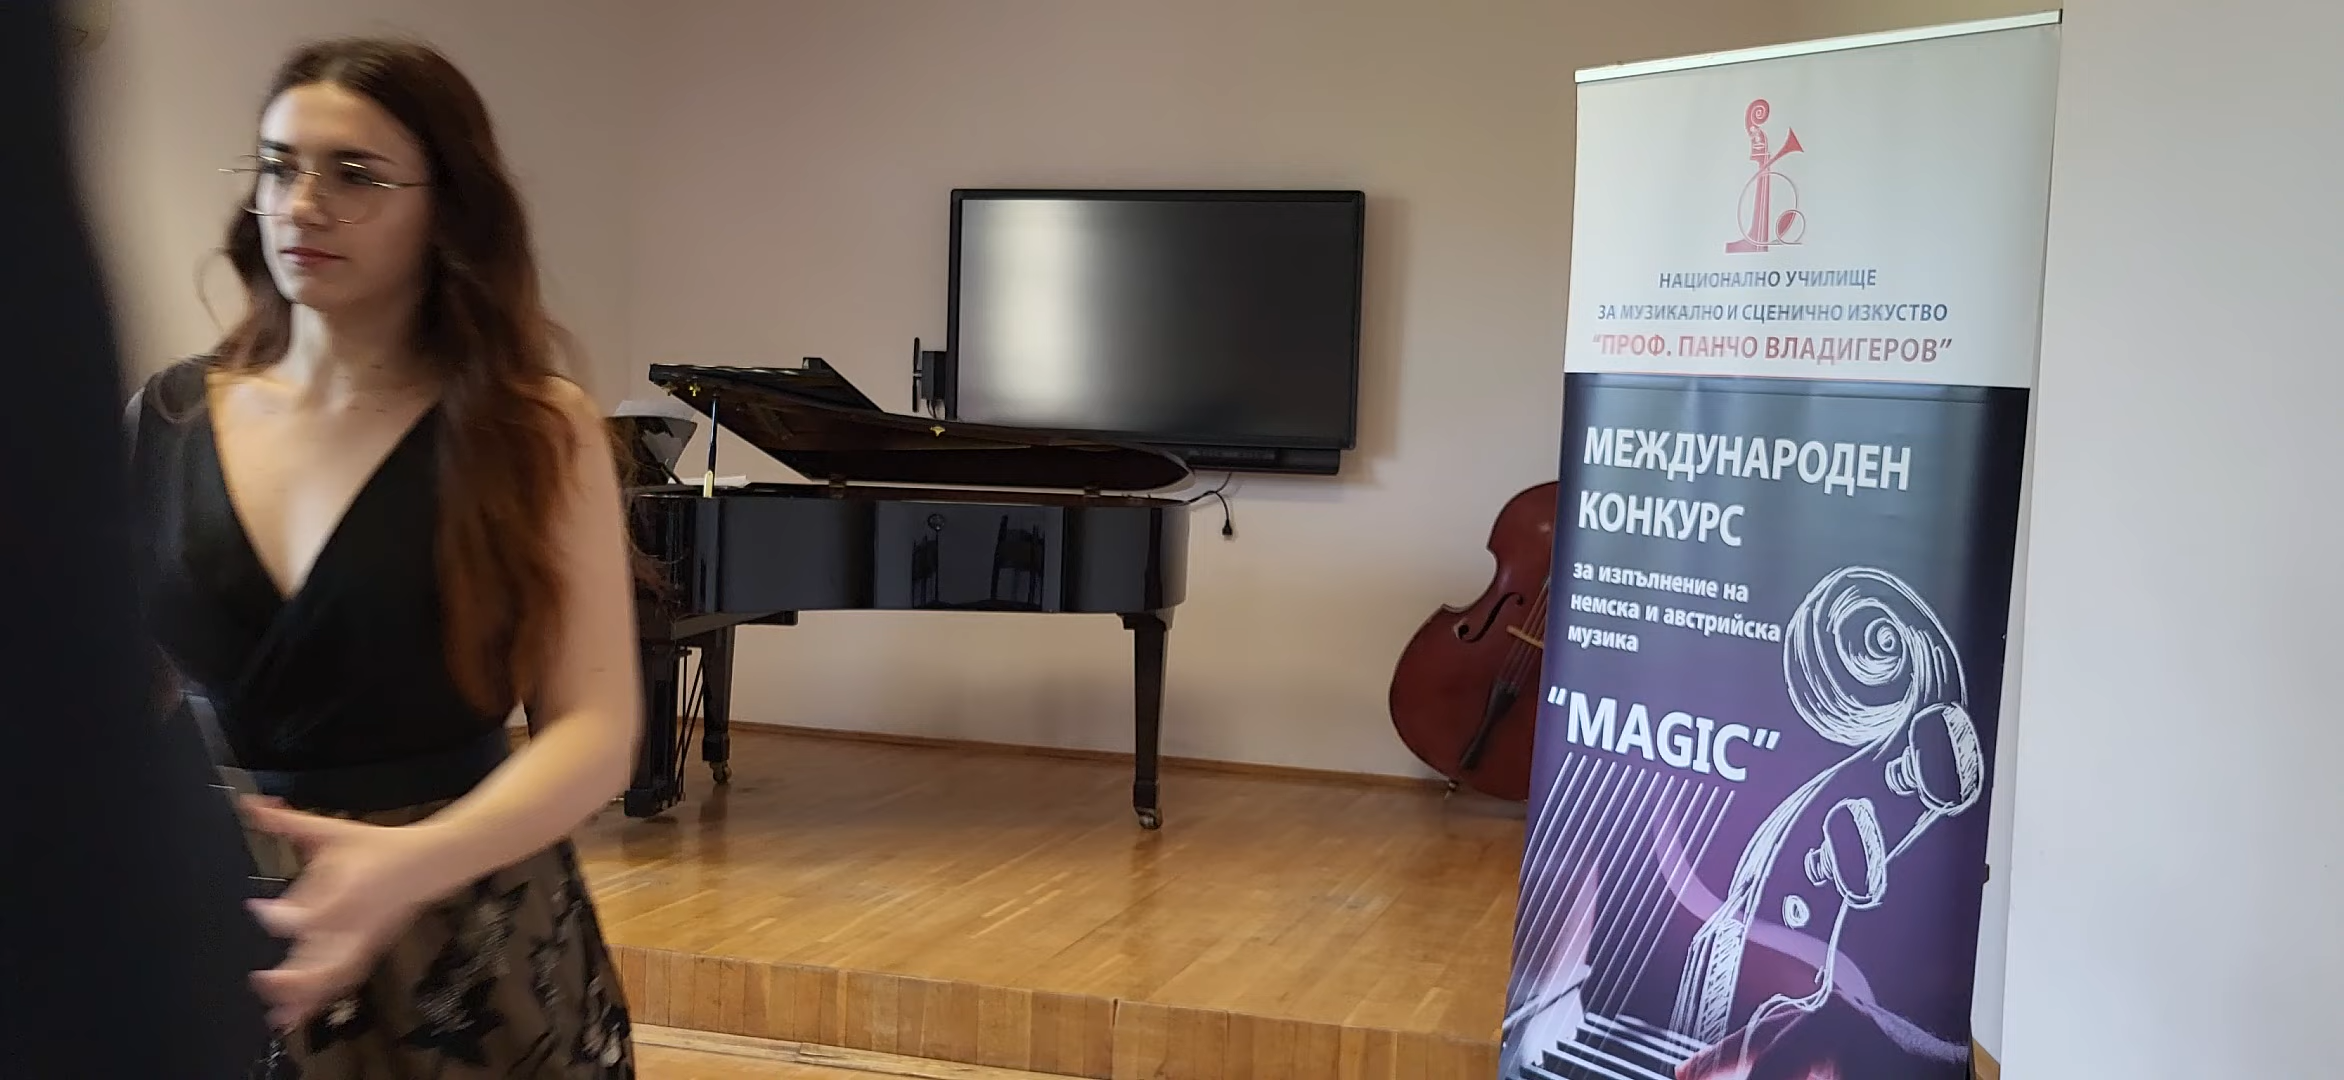 НАЦИОНАЛНО УЧИЛИЩЕ
ЗА МУЗИКАЛНО И СЦЕНИЧНО ИЗКУСТВО
“ПРОФ. ПАНЧО ВЛАДИГЕРОВ”
МЕЖДУНАРОДЕН
КОНКУРС
за изпълнение на
немска и австрийска
музика
“MAGIC”